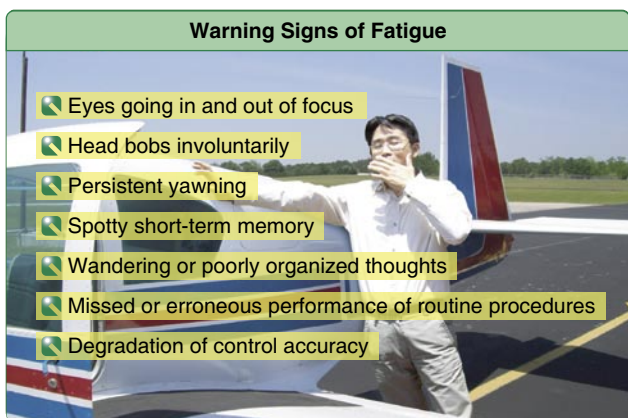 Warning Signs of Fatigue
Eyes going in and out of focus
Head bobs involuntarily
Persistent yawning
Spotty short-term memory
Wandering or poorly organized thoughts
Missed or erroneous performance of routine procedures
Degradation of control accuracy